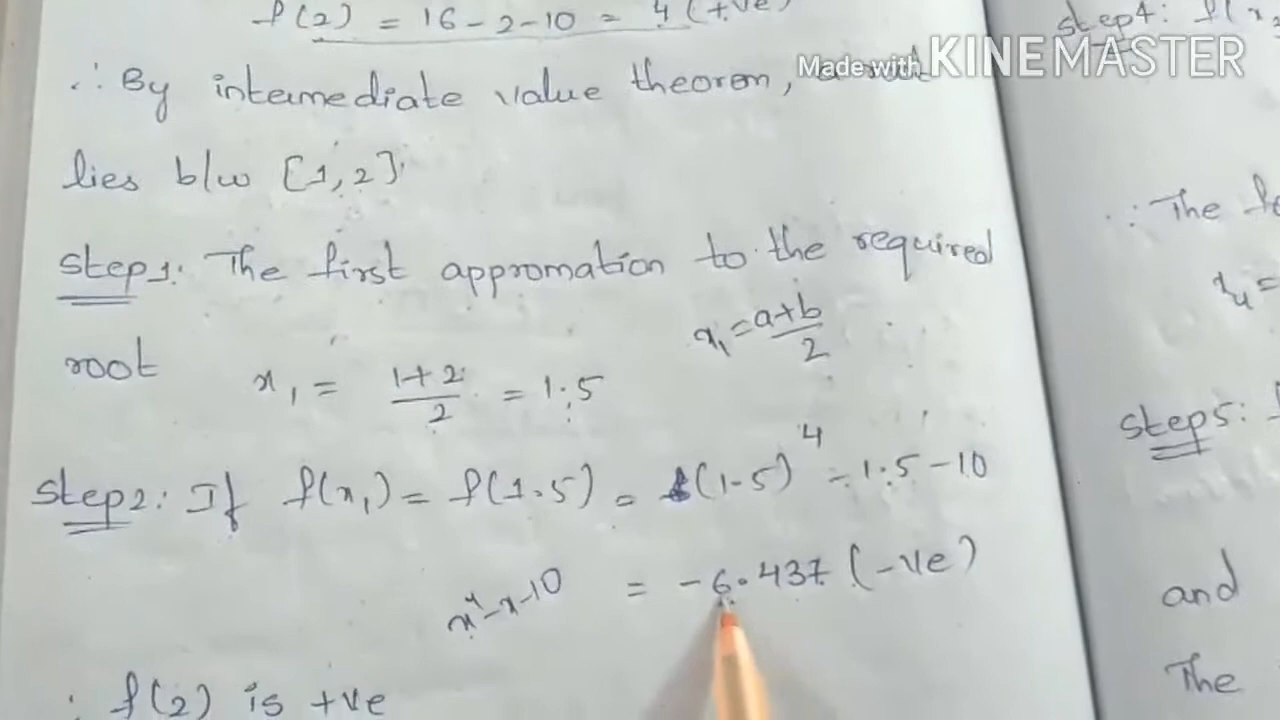 f(2) = 16-2-10 = 4 (+ve)
∴ By intermediate value theorem,
lies b/w [1,2]
Step1: The first appromation to the required
root x₁ = 1+2/2 = 1.5 x₁ = a+b/2
Step2: If f(x₁) = f(1.5) = (1.5)⁴ - 1.5 - 10
x⁴-x-10 = -6.437 (-ve)
∴ f(2) is +ve
Step4:
∴ The
x₄ =
Step5:
and
The
Made with KINEMASTER